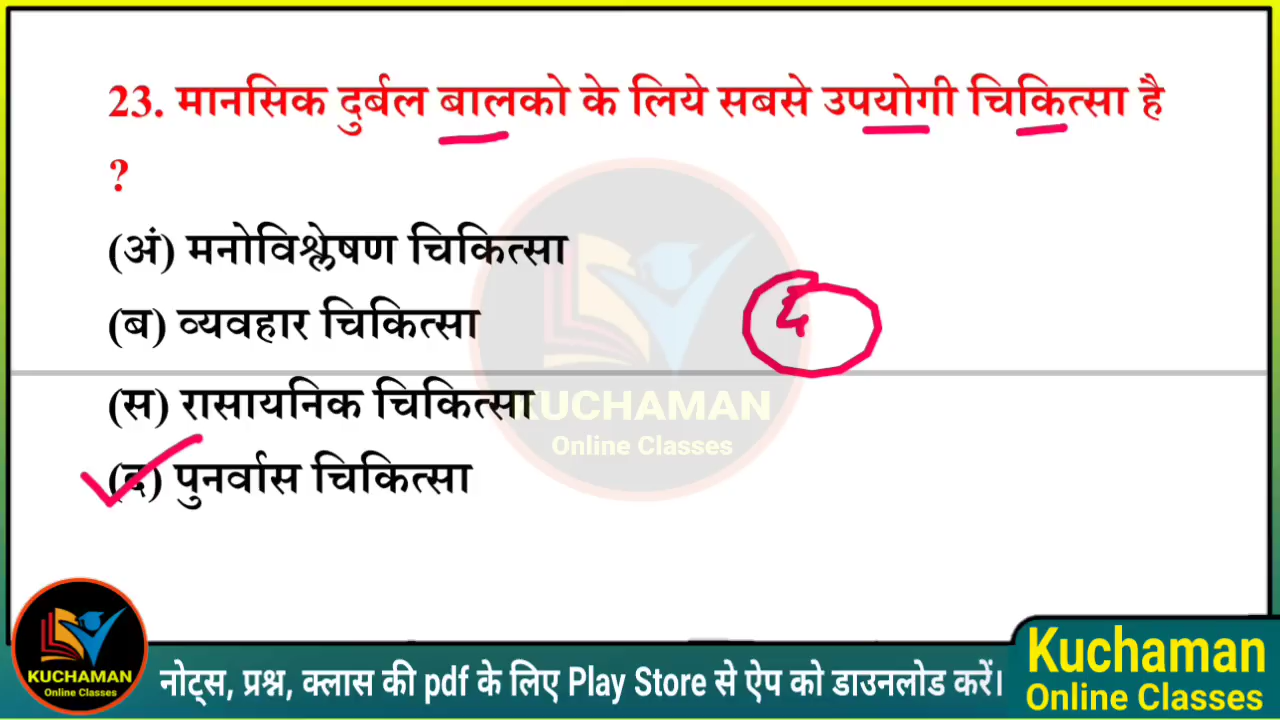 23. मानसिक दुर्बल बालको के लिये सबसे उपयोगी चिकित्सा है
?
(अं) मनोविश्लेषण चिकित्सा
(ब) व्यवहार चिकित्सा
द
(स) रासायनिक चिकित्सा
KUCHAMAN
Online Classes
(द) पुनर्वास चिकित्सा
KUCHAMAN
Online Classes
नोट्स, प्रश्न, क्लास की pdf के लिए Play Store से ऐप को डाउनलोड करें।
Kuchaman
Online Classes